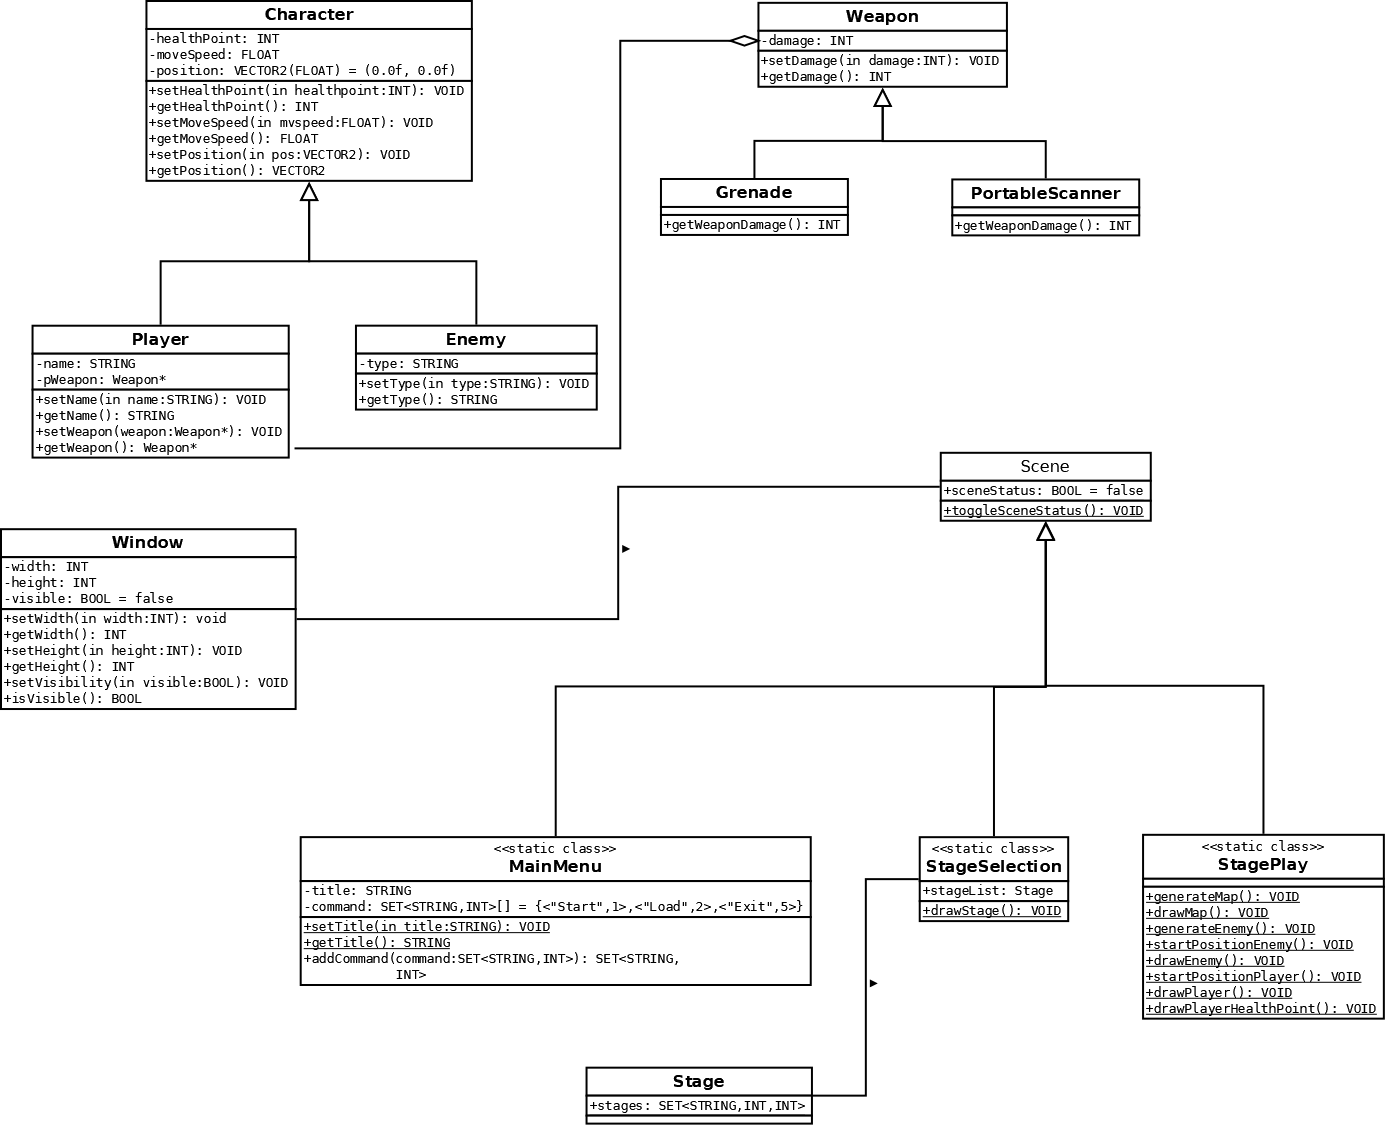 Character
-healthPoint: INT
-moveSpeed: FLOAT
-position: VECTOR2(FLOAT) = (0.0f, 0.0f)
+setHealthPoint(in healthpoint:INT): VOID
+getHealthPoint(): INT
+setMoveSpeed(in mvspeed:FLOAT): VOID
+getMoveSpeed(): FLOAT
+setPosition(in pos:VECTOR2): VOID
+getPosition(): VECTOR2
Weapon
-damage: INT
+setDamage(in damage:INT): VOID
+getDamage(): INT
Grenade
+getWeaponDamage(): INT
PortableScanner
+getWeaponDamage(): INT
Player
-name: STRING
-pWeapon: Weapon*
+setName(in name:STRING): VOID
+getName(): STRING
+setWeapon(weapon:Weapon*): VOID
+getWeapon(): Weapon*
Enemy
-type: STRING
+setType(in type:STRING): VOID
+getType(): STRING
Scene
+sceneStatus: BOOL = false
+toggleSceneStatus(): VOID
Window
-width: INT
-height: INT
-visible: BOOL = false
+setWidth(in width:INT): void
+getWidth(): INT
+setHeight(in height:INT): VOID
+getHeight(): INT
+setVisibility(in visible:BOOL): VOID
+isVisible(): BOOL
<<static class>>
MainMenu
-title: STRING
-command: SET<STRING,INT>[] = {<"Start",1>,<"Load",2>,<"Exit",5>}
+setTitle(in title:STRING): VOID
+getTitle(): STRING
+addCommand(command:SET<STRING,INT>): SET<STRING,
INT>
<<static class>>
StageSelection
+stageList: Stage
+drawStage(): VOID
<<static class>>
StagePlay
+generateMap(): VOID
+drawMap(): VOID
+generateEnemy(): VOID
+startPositionEnemy(): VOID
+drawEnemy(): VOID
+startPositionPlayer(): VOID
+drawPlayer(): VOID
+drawPlayerHealthPoint(): VOID
Stage
+stages: SET<STRING,INT,INT>